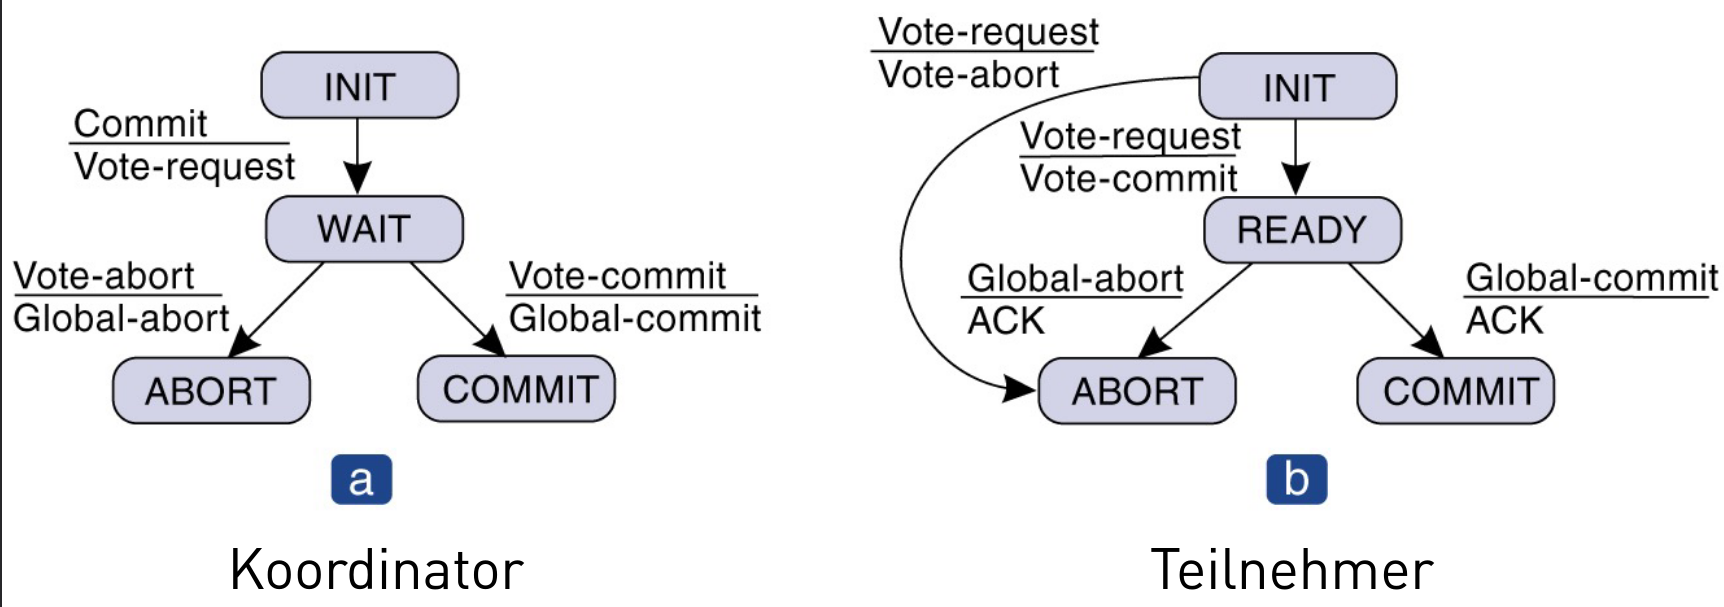 INIT
Commit
Vote-request
WAIT
Vote-abort
Global-abort
Vote-commit
Global-commit
ABORT
COMMIT
a
Koordinator
Vote-request
Vote-abort
INIT
Vote-request
Vote-commit
READY
Global-abort
ACK
Global-commit
ACK
ABORT
COMMIT
b
Teilnehmer